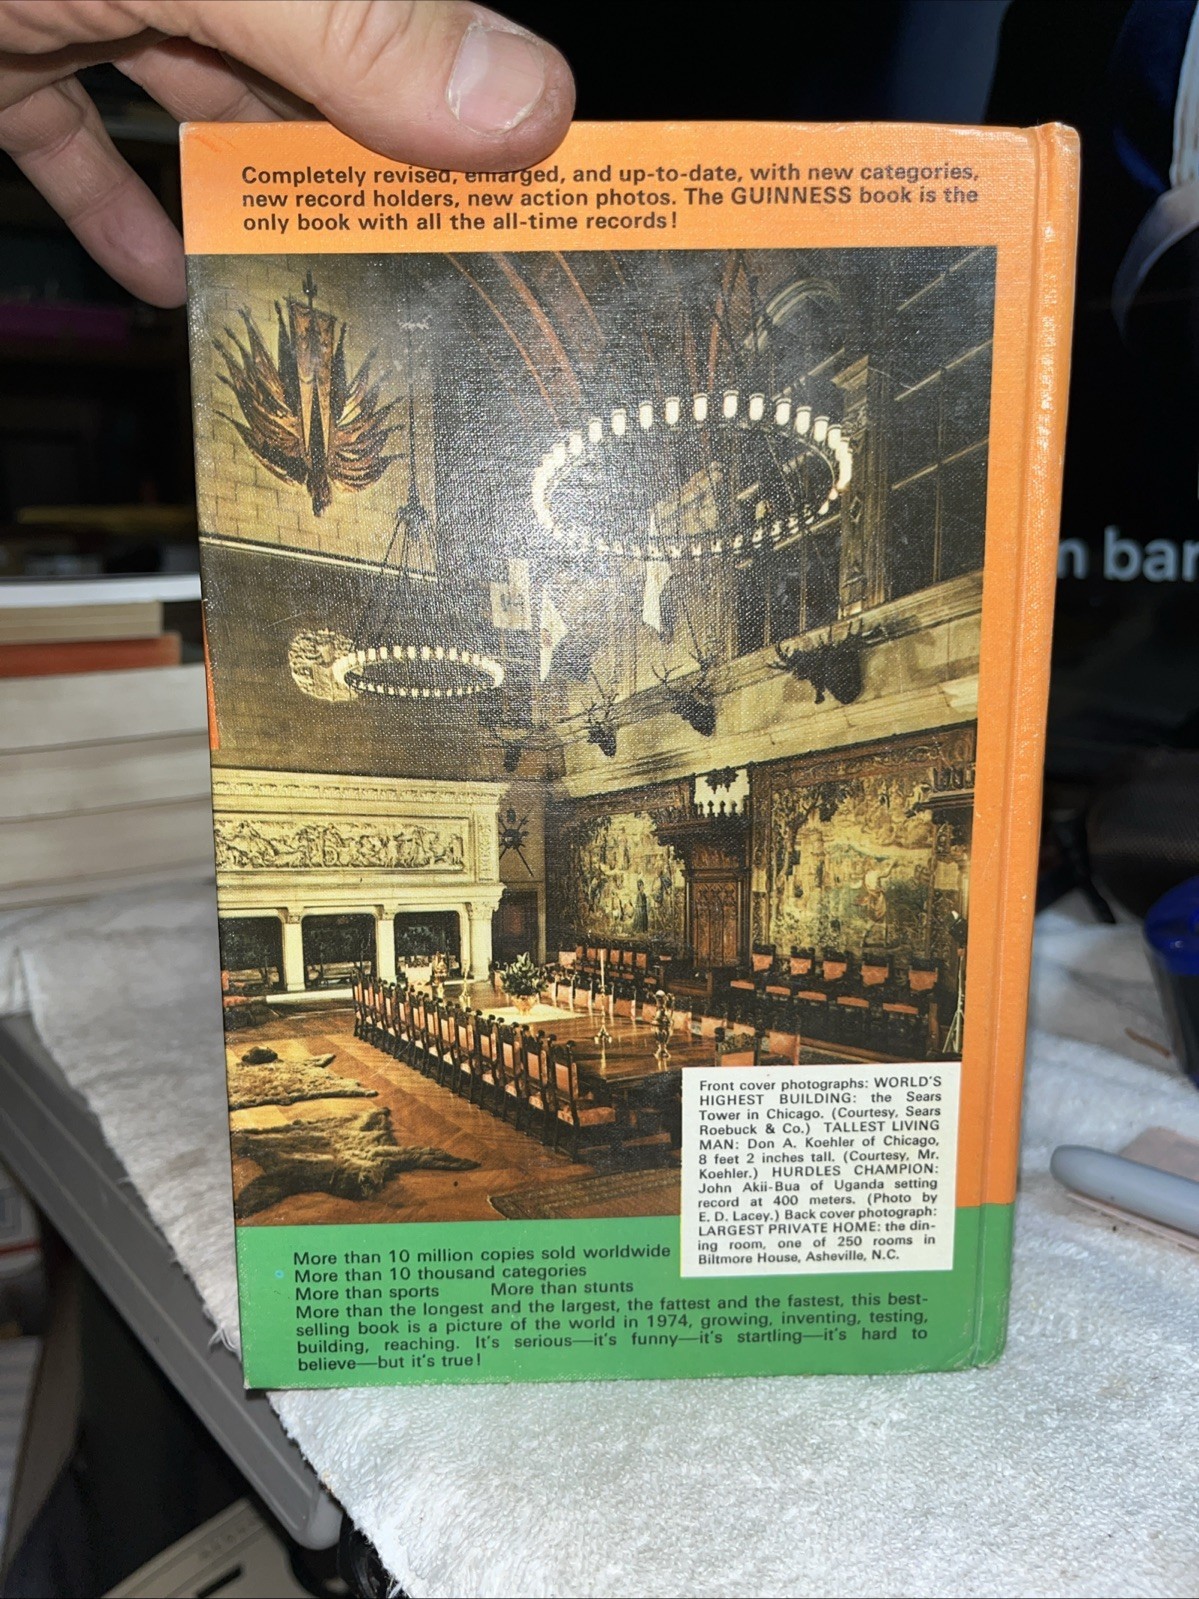 Completely revised, enlarged, and up-to-date, with new categories,
new record holders, new action photos. The GUINNESS book is the
only book with all the all-time records!
n bar
Front cover photographs: WORLD'S
HIGHEST BUILDING: the Sears
Tower in Chicago. (Courtesy, Sears
Roebuck & Co.) TALLEST LIVING
MAN: Don A. Koehler of Chicago,
8 feet 2 inches tall. (Courtesy, Mr.
Koehler.) HURDLES CHAMPION:
John Akii-Bua of Uganda setting
record at 400 meters. (Photo by
E. D. Lacey.) Back cover photograph:
LARGEST PRIVATE HOME: the din-
ing room, one of 250 rooms in
Biltmore House, Asheville, N.C.
More than 10 million copies sold worldwide
More than 10 thousand categories
More than sports More than stunts
More than the longest and the largest, the fattest and the fastest, this best-
selling book is a picture of the world in 1974, growing, inventing, testing,
building, reaching. It's serious—it's funny—it's startling—it's hard to
believe—but it's true!